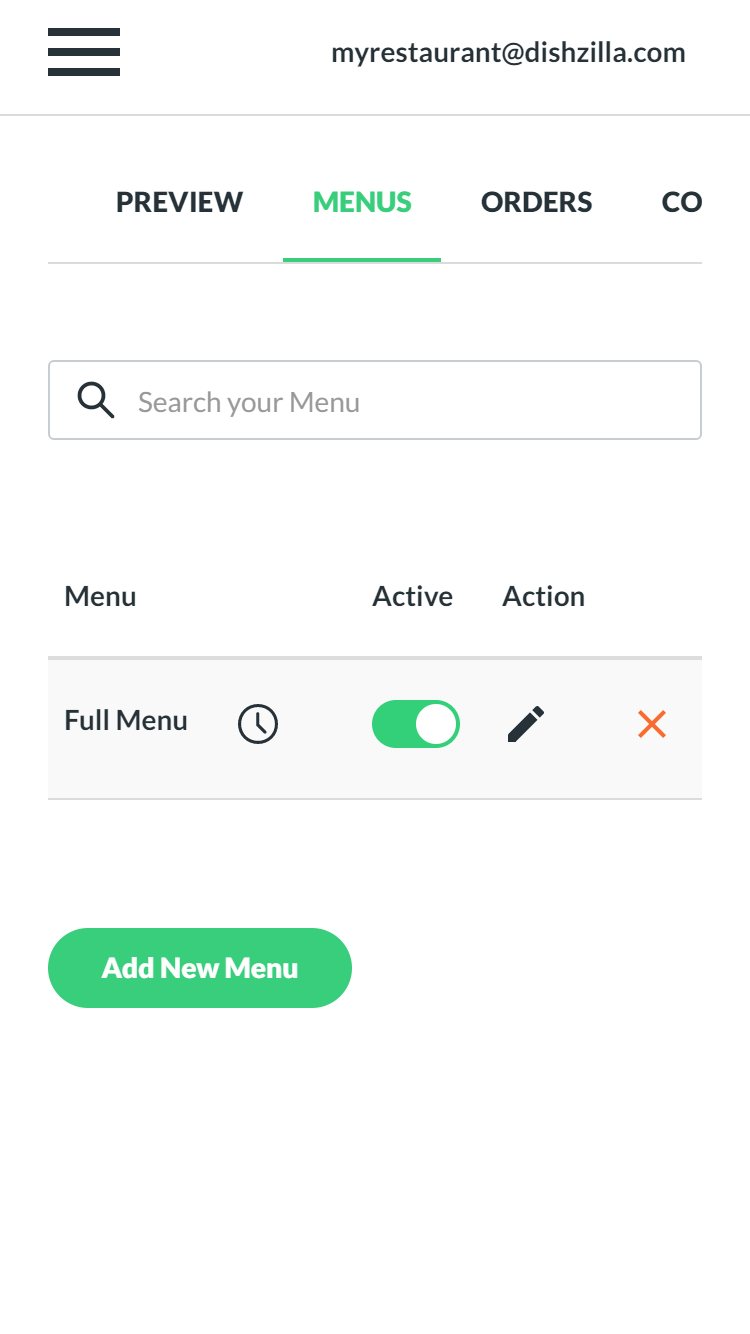 myrestaurant@dishzilla.com
PREVIEW MENUS ORDERS CO
Search your Menu
Menu Active Action
Full Menu
Add New Menu